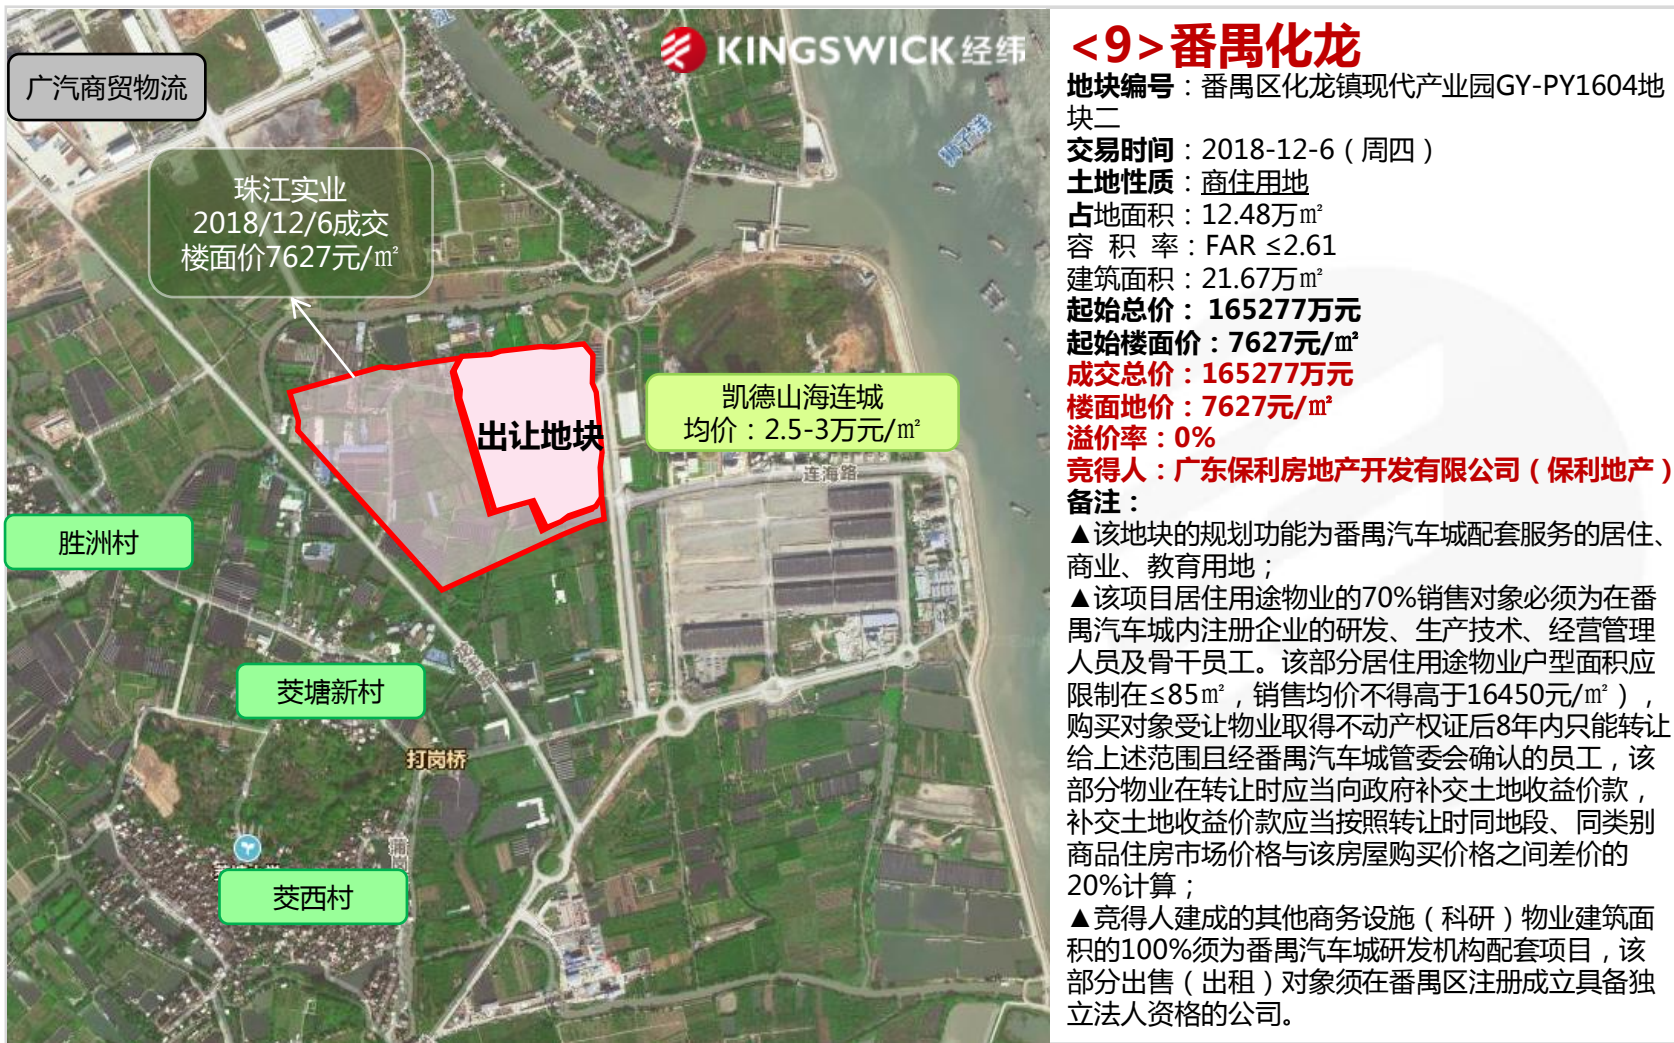 KINGSWICK经纬
广汽商贸物流
珠江实业
2018/12/6成交
楼面价7627元/㎡
狮子洋
出让地块
凯德山海连城
均价：2.5-3万元/㎡
连海路
胜洲村
茭塘新村
打岗桥
茭西村
<9>番禺化龙
地块编号：番禺区化龙镇现代产业园GY-PY1604地
块二
交易时间：2018-12-6（周四）
土地性质：商住用地
占地面积：12.48万㎡
容 积 率：FAR ≤2.61
建筑面积：21.67万㎡
起始总价： 165277万元
起始楼面价：7627元/㎡
成交总价：165277万元
楼面地价：7627元/㎡
溢价率：0%
竞得人：广东保利房地产开发有限公司（保利地产）
备注：
▲该地块的规划功能为番禺汽车城配套服务的居住、
商业、教育用地；
▲该项目居住用途物业的70%销售对象必须为在番
禺汽车城内注册企业的研发、生产技术、经营管理
人员及骨干员工。该部分居住用途物业户型面积应
限制在≤85㎡，销售均价不得高于16450元/㎡），
购买对象受让物业取得不动产权证后8年内只能转让
给上述范围且经番禺汽车城管委会确认的员工，该
部分物业在转让时应当向政府补交土地收益价款，
补交土地收益价款应当按照转让时同地段、同类别
商品住房市场价格与该房屋购买价格之间差价的
20%计算；
▲竞得人建成的其他商务设施（科研）物业建筑面
积的100%须为番禺汽车城研发机构配套项目，该
部分出售（出租）对象须在番禺区注册成立具备独
立法人资格的公司。